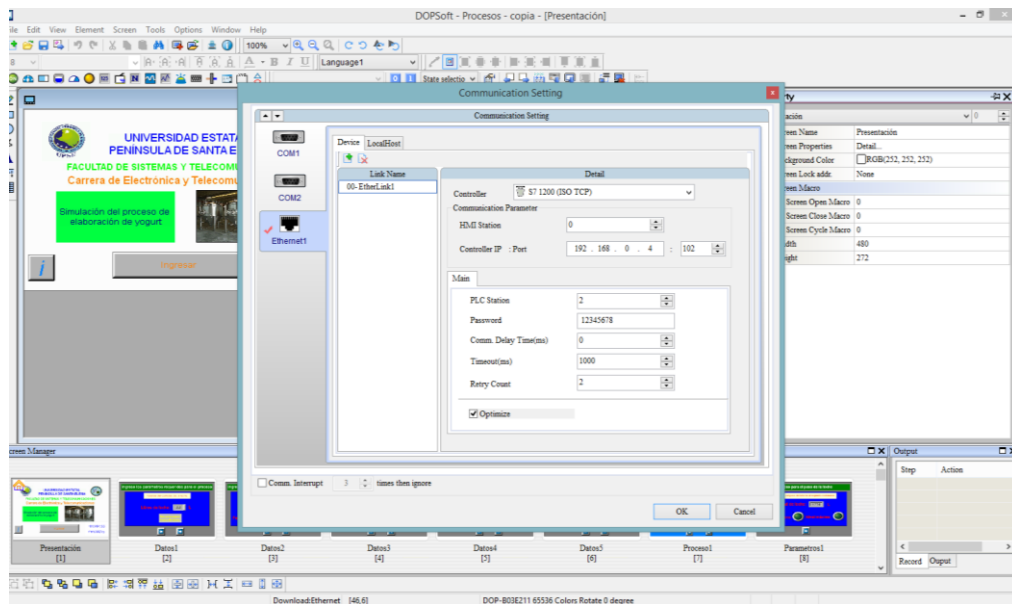 DOPSoft - Procesos - copia - [Presentación]
Edit View Element Screen Tools Options Window Help
100%
A B I U Language1
State selectio
Communication Setting
Communication Setting
COM1
COM2
Ethernet1
Device LocalHost
Link Name
00- EtherLink1
Detail
Controller S7 1200 (ISO TCP)
Communication Parameter
HMI Station 0
Controller IP : Port 192 . 168 . 0 . 4 : 102
Main
PLC Station 2
Password 12345678
Comm. Delay Time(ms) 0
Timeout(ms) 1000
Retry Count 2
Optimize
Comm. Interrupt 3 times then ignore
OK Cancel
UNIVERSIDAD ESTATA
PENÍNSULA DE SANTA E
FACULTAD DE SISTEMAS Y TELECOMU
Carrera de Electrónica y Telecomu
Simulación del proceso de
elaboración de yogurt
i
Ingresar
rty
ación 0
reen Name Presentación
reen Properties Detail...
ckground Color RGB(252, 252, 252)
reen Lock addr. None
reen Macro
Screen Open Macro 0
Screen Close Macro 0
Screen Cycle Macro 0
dth 480
ight 272
creen Manager
Output
Step Action
Record Ouput
Presentación Datos1 Datos2 Datos3 Datos4 Datos5 Proceso1 Parametros1
[1] [2] [3] [4] [5] [6] [7] [8]
Download:Ethernet [46,6] DOP-B03E211 65536 Colors Rotate 0 degree